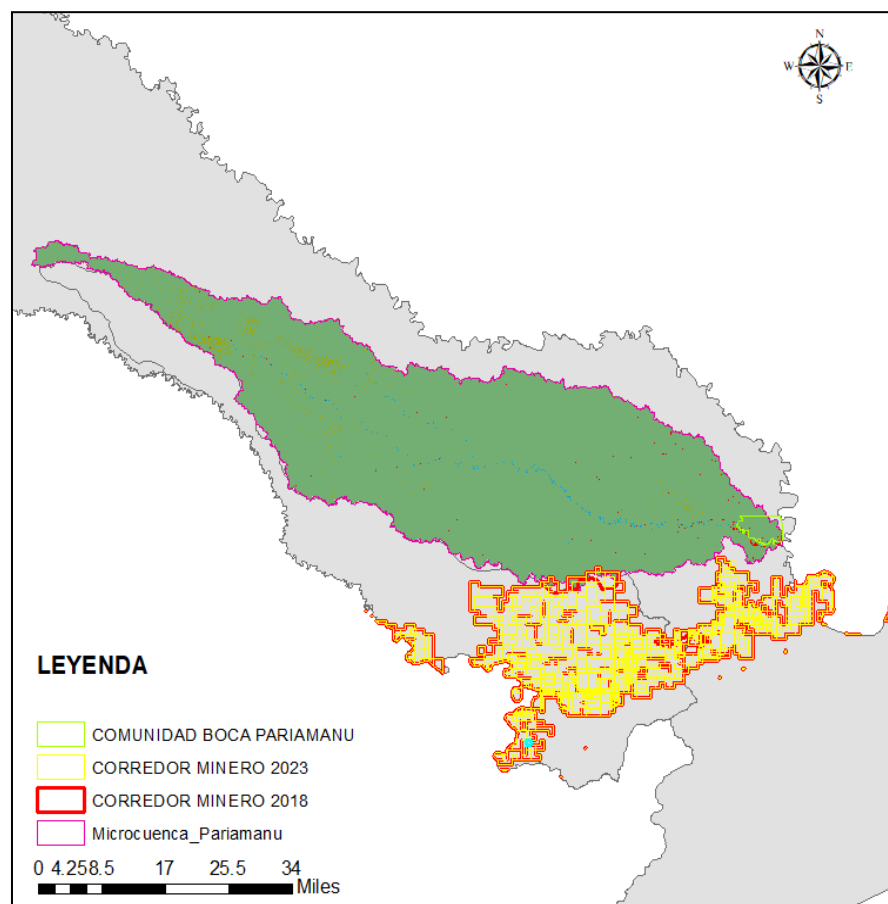 N
W E
S
LEYENDA
COMUNIDAD BOCA PARIAMANU
CORREDOR MINERO 2023
CORREDOR MINERO 2018
Microcuenca_Pariamanu
0 4.258.5 17 25.5 34
Miles